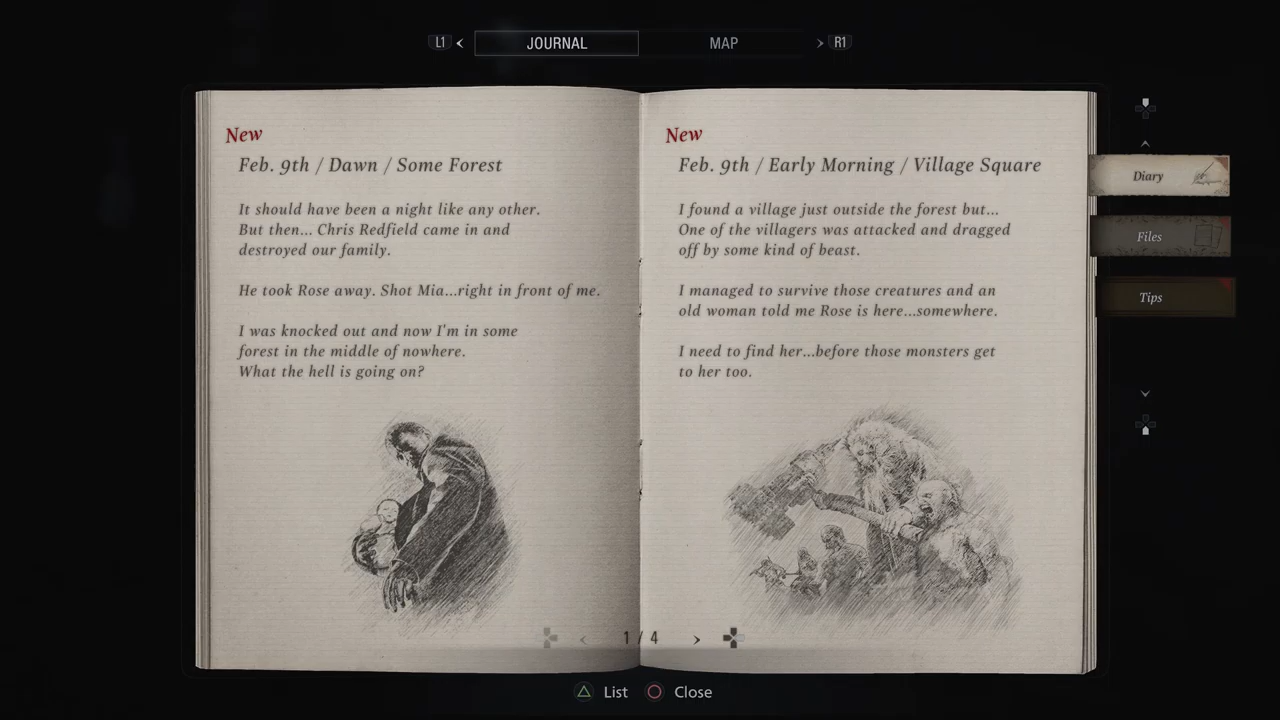 L1
JOURNAL
MAP
R1
New
Feb. 9th / Dawn / Some Forest
It should have been a night like any other.
But then... Chris Redfield came in and
destroyed our family.
He took Rose away. Shot Mia...right in front of me.
I was knocked out and now I'm in some
forest in the middle of nowhere.
What the hell is going on?
New
Feb. 9th / Early Morning / Village Square
I found a village just outside the forest but...
One of the villagers was attacked and dragged
off by some kind of beast.
I managed to survive those creatures and an
old woman told me Rose is here...somewhere.
I need to find her...before those monsters get
to her too.
Diary
Files
Tips
1 / 4
List
Close